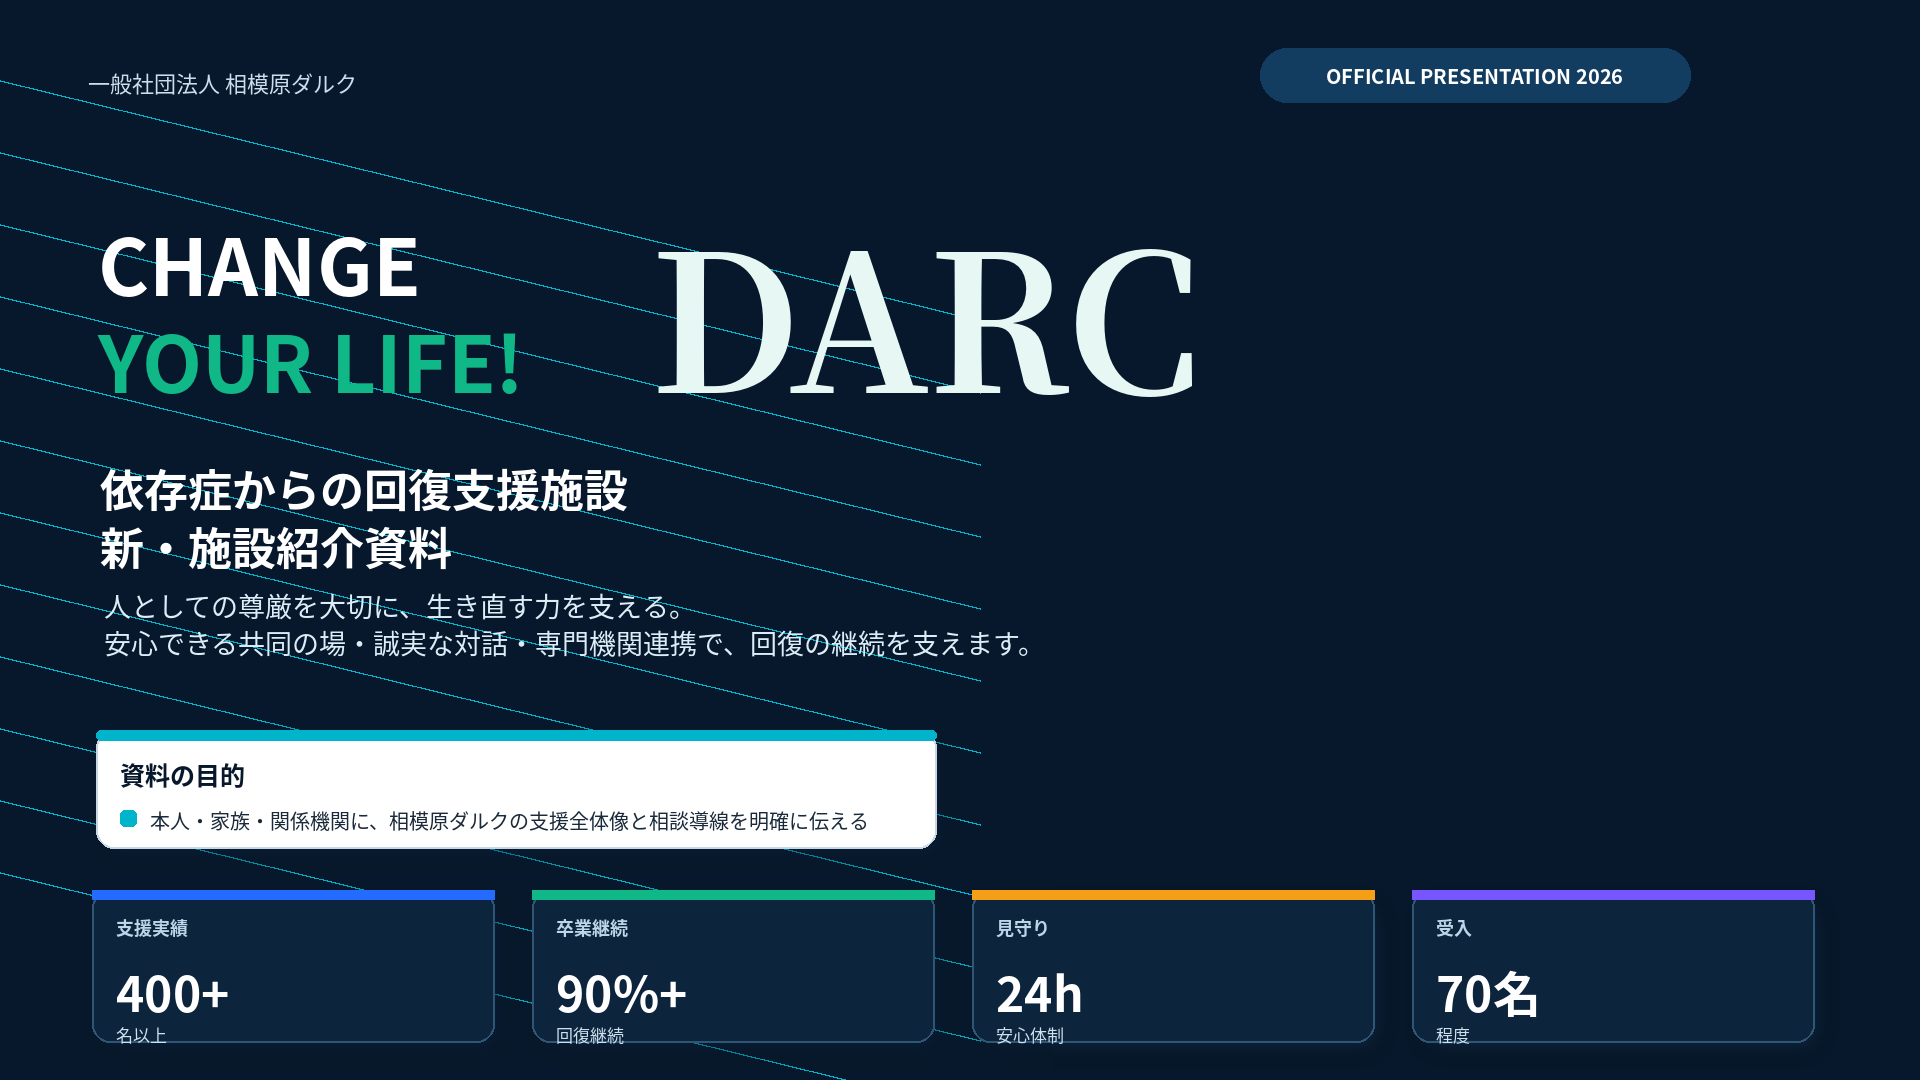 一般社団法人 相模原ダルク
OFFICIAL PRESENTATION 2026
CHANGE
YOUR LIFE!
DARC
依存症からの回復支援施設
新・施設紹介資料
人としての尊厳を大切に、生き直す力を支える。
安心できる共同の場・誠実な対話・専門機関連携で、回復の継続を支えます。
資料の目的
本人・家族・関係機関に、相模原ダルクの支援全体像と相談導線を明確に伝える
支援実績
400+
名以上
卒業継続
90%+
回復継続
見守り
24h
安心体制
受入
70名
程度